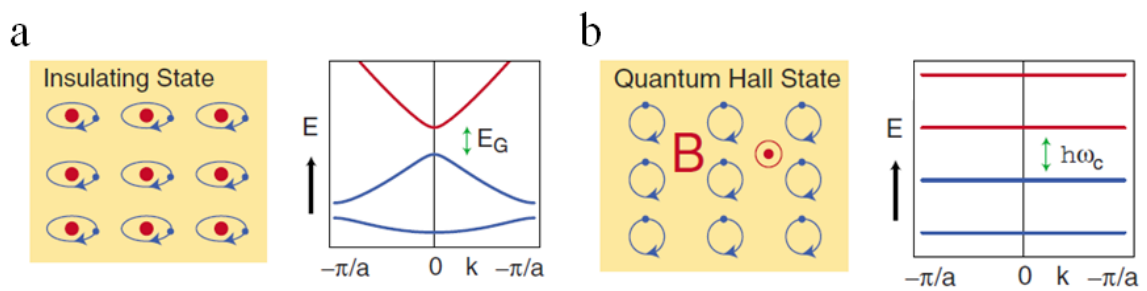 a
Insulating State
E
E_G
−π/a 0 k −π/a
b
Quantum Hall State
B
E
hω_c
−π/a 0 k −π/a